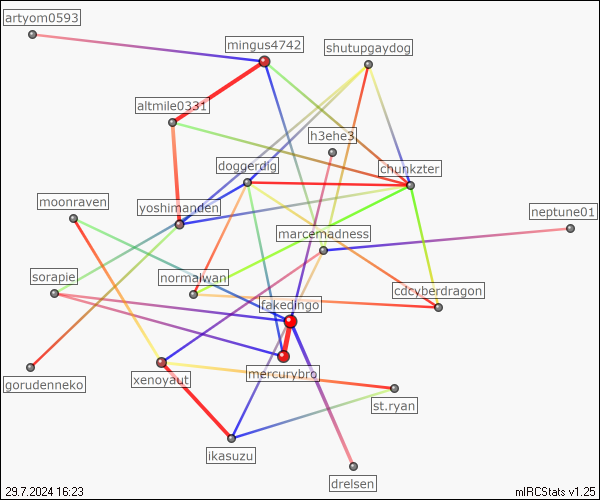 artyom0593
mingus4742
shutupgaydog
altmile0331
h3ehe3
doggerdig
chunkzter
moonraven
yoshimanden
neptune01
marcemadness
sorapie
normalwan
cdcyberdragon
fakedingo
gorudenneko
xenoyaut
mercurybro
st.ryan
ikasuzu
drelsen
29.7.2024 16:23
mIRCStats v1.25